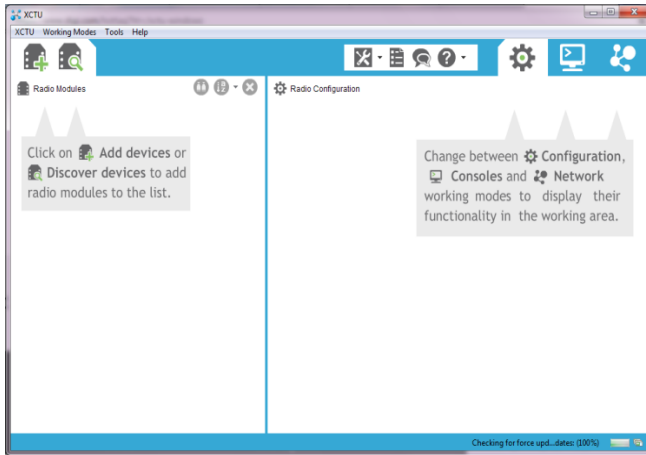 XCTU
XCTU Working Modes Tools Help
Radio Modules
Radio Configuration
Click on Add devices or
Discover devices to add
radio modules to the list.
Change between Configuration,
Consoles and Network
working modes to display their
functionality in the working area.
Checking for force upd...dates: (100%)